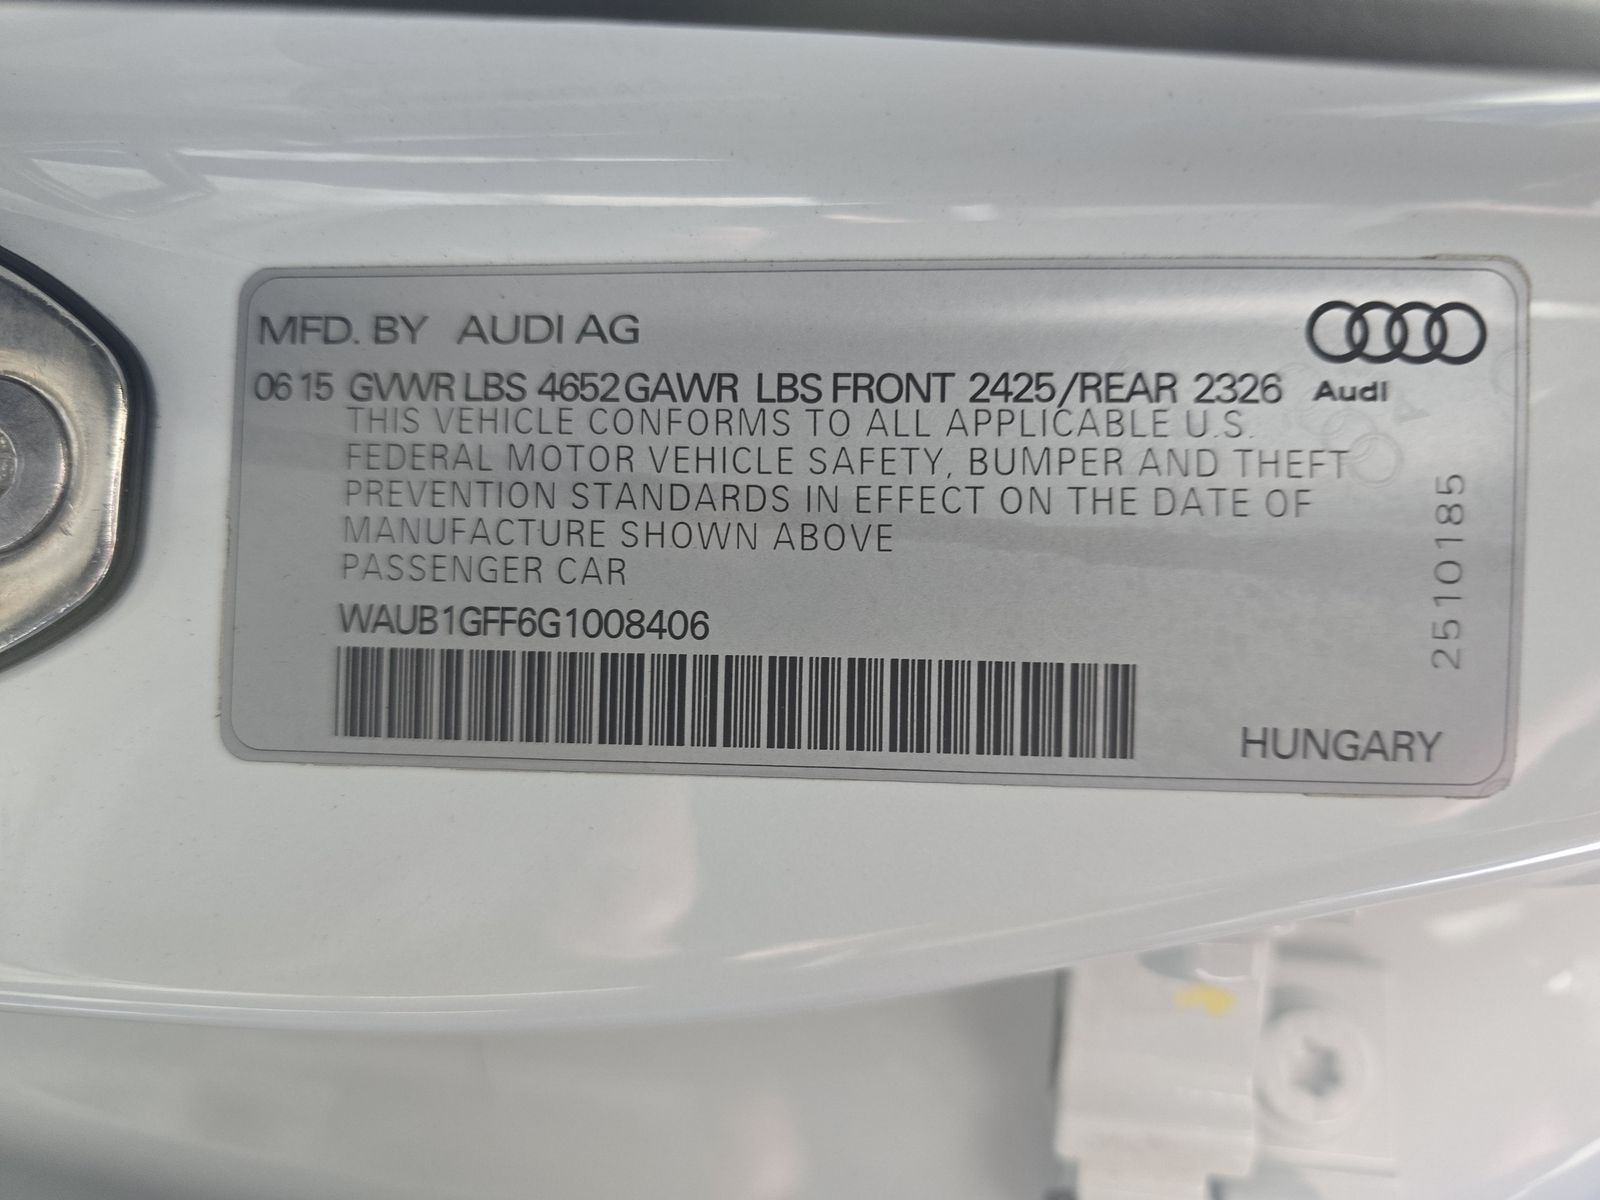 MFD. BY AUDI AG
0615 GVWR LBS 4652 GAWR LBS FRONT 2425/REAR 2326
Audi
THIS VEHICLE CONFORMS TO ALL APPLICABLE U.S.
FEDERAL MOTOR VEHICLE SAFETY, BUMPER AND THEFT
PREVENTION STANDARDS IN EFFECT ON THE DATE OF
MANUFACTURE SHOWN ABOVE
PASSENGER CAR
WAUB1GFF6G1008406
HUNGARY
2510185